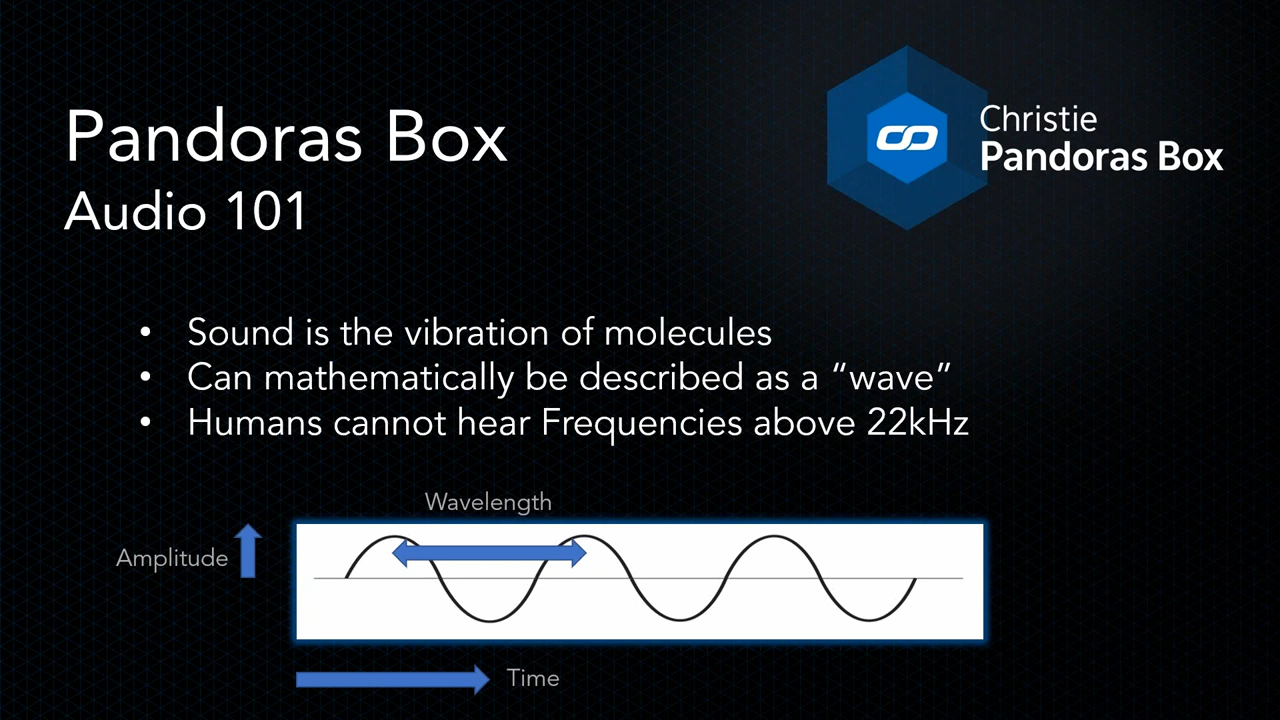 Pandoras Box
Audio 101
Christie
Pandoras Box
• Sound is the vibration of molecules
• Can mathematically be described as a “wave”
• Humans cannot hear Frequencies above 22kHz
Wavelength
Amplitude
Time